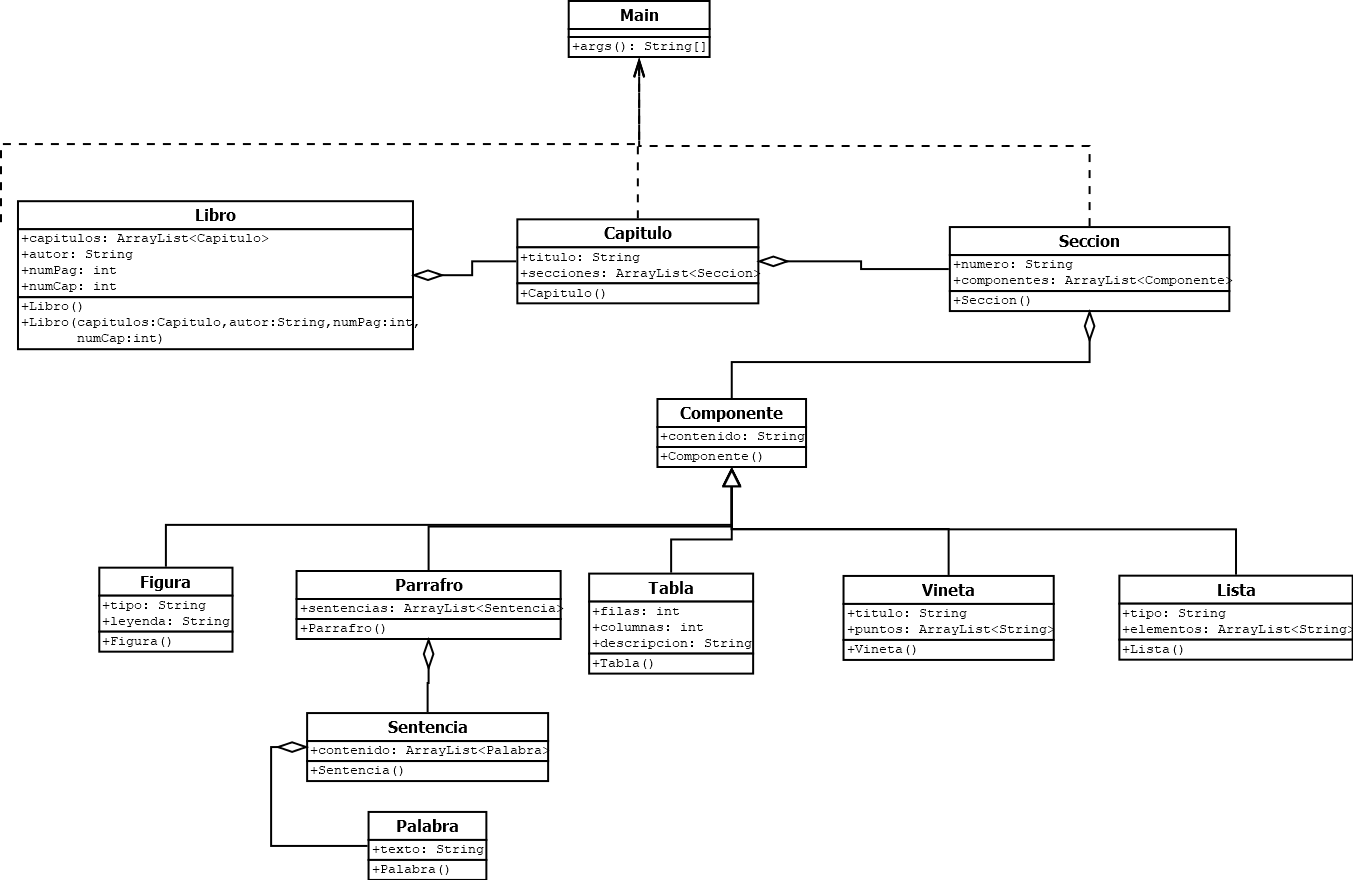 Main
+args(): String[]
Libro
+capitulos: ArrayList<Capitulo>
+autor: String
+numPag: int
+numCap: int
+Libro()
+Libro(capitulos:Capitulo,autor:String,numPag:int,
numCap:int)
Capitulo
+titulo: String
+secciones: ArrayList<Seccion>
+Capitulo()
Seccion
+numero: String
+componentes: ArrayList<Componente>
+Seccion()
Componente
+contenido: String
+Componente()
Figura
+tipo: String
+leyenda: String
+Figura()
Parrafro
+sentencias: ArrayList<Sentencia>
+Parrafro()
Tabla
+filas: int
+columnas: int
+descripcion: String
+Tabla()
Vineta
+titulo: String
+puntos: ArrayList<String>
+Vineta()
Lista
+tipo: String
+elementos: ArrayList<String>
+Lista()
Sentencia
+contenido: ArrayList<Palabra>
+Sentencia()
Palabra
+texto: String
+Palabra()